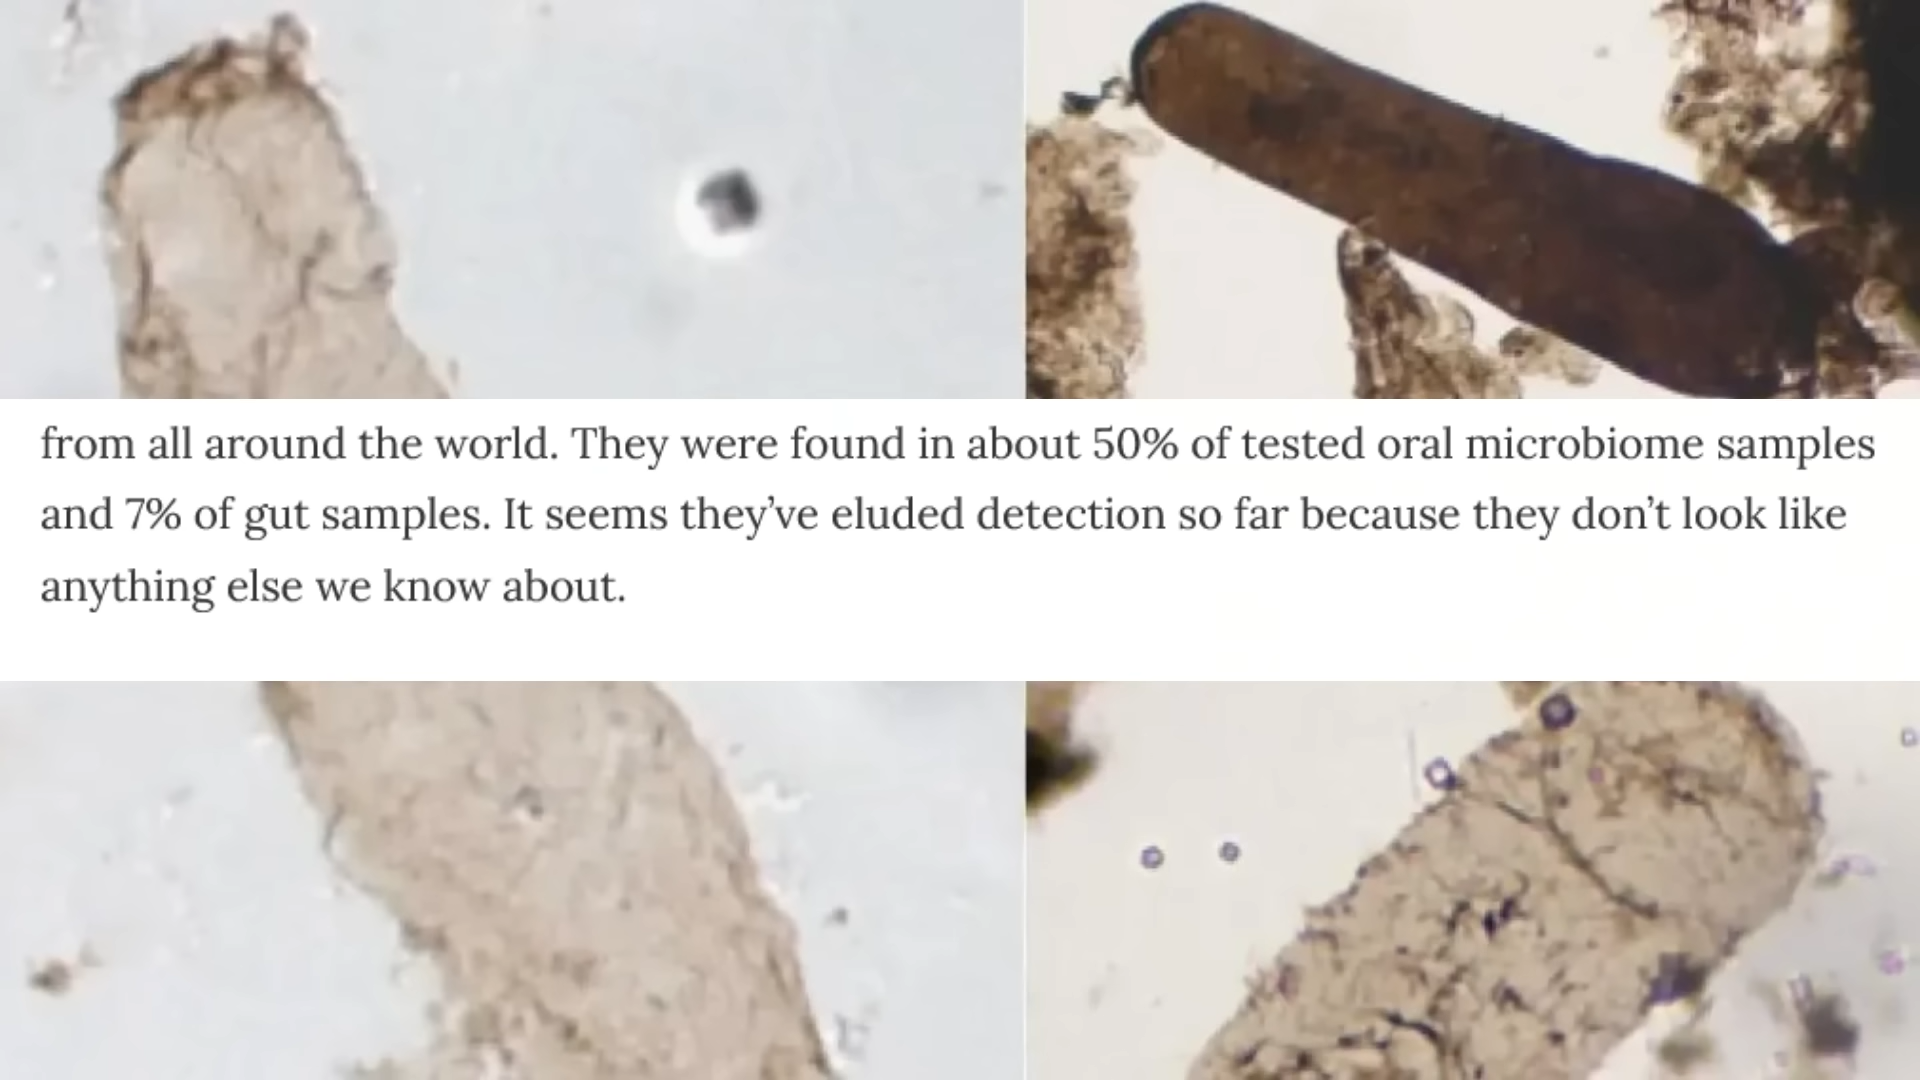 from all around the world. They were found in about 50% of tested oral microbiome samples
and 7% of gut samples. It seems they’ve eluded detection so far because they don’t look like
anything else we know about.